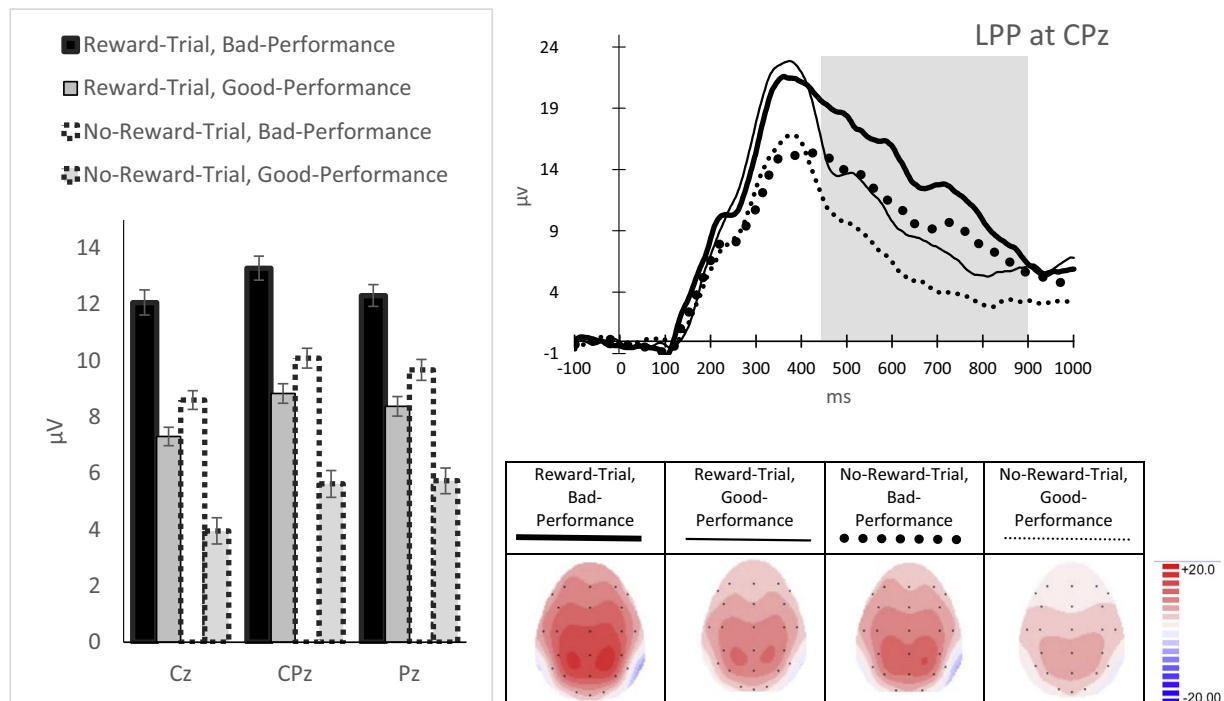 Reward-Trial, Bad-Performance
Reward-Trial, Good-Performance
No-Reward-Trial, Bad-Performance
No-Reward-Trial, Good-Performance
μV
14
12
10
8
6
4
2
0
Cz CPz Pz
LPP at CPz
μv
24
19
14
9
4
-1
-100 0 100 200 300 400 500 600 700 800 900 1000
ms
Reward-Trial,
Bad-
Performance
Reward-Trial,
Good-
Performance
No-Reward-Trial,
Bad-
Performance
No-Reward-Trial,
Good-
Performance
+20.0
-20.00